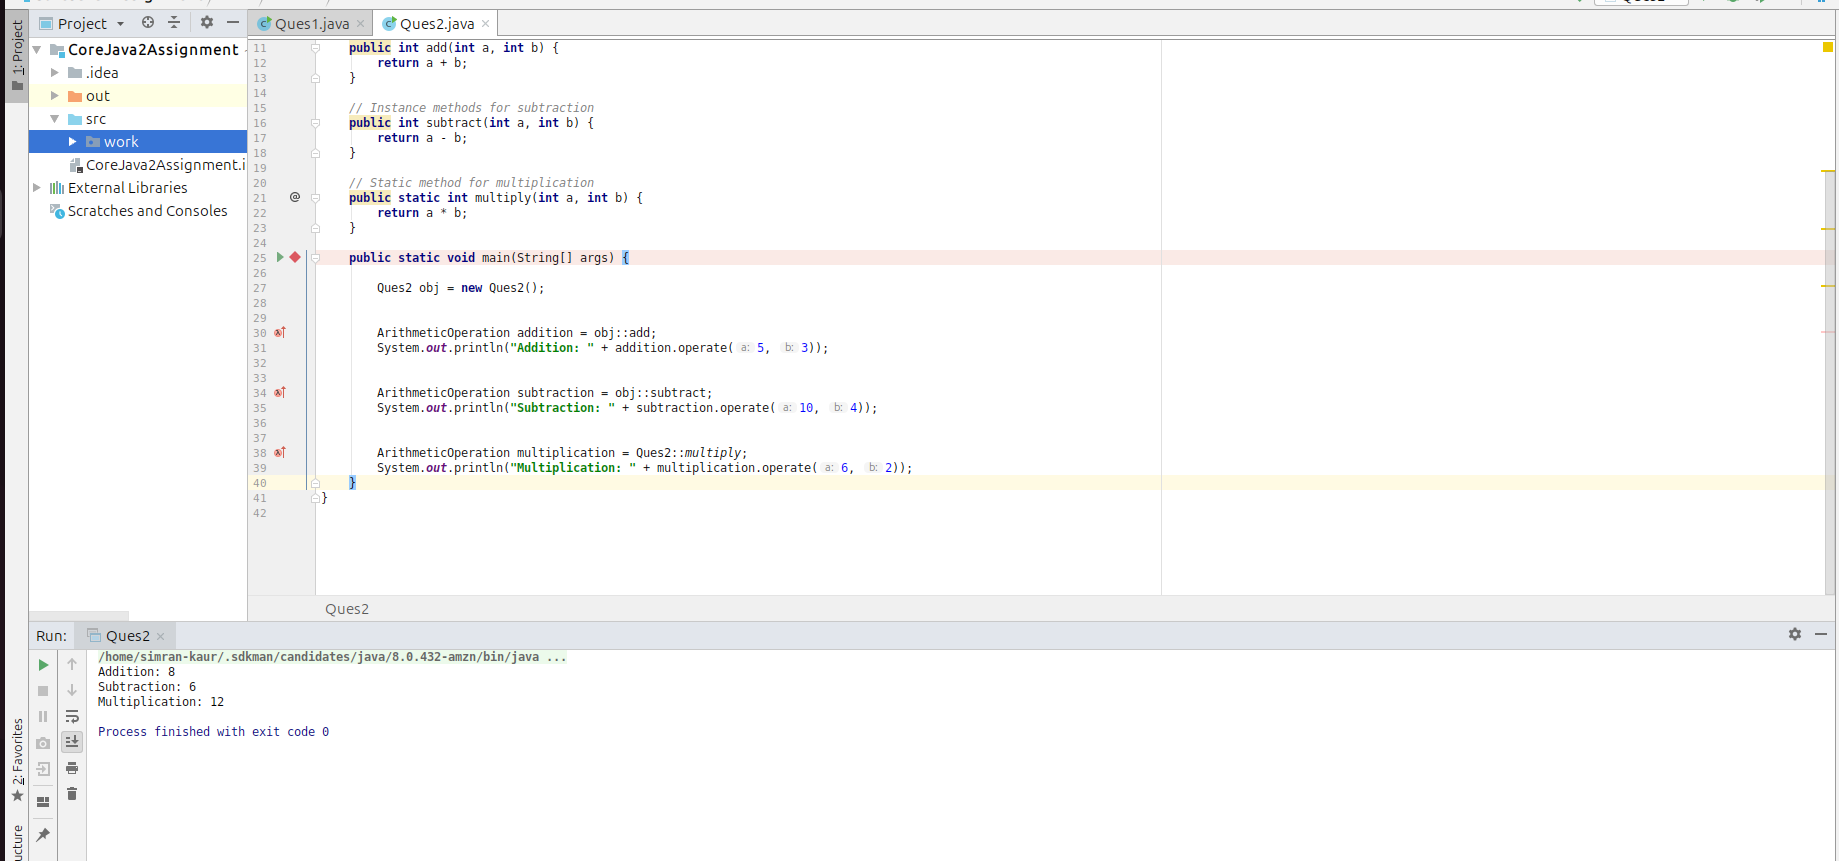 Project
Ques1.java
Ques2.java
1: Project
CoreJava2Assignment
.idea
out
src
work
CoreJava2Assignment.i
External Libraries
Scratches and Consoles
11 public int add(int a, int b) {
12 return a + b;
13 }
14
15 // Instance methods for subtraction
16 public int subtract(int a, int b) {
17 return a - b;
18 }
19
20 // Static method for multiplication
21 @ public static int multiply(int a, int b) {
22 return a * b;
23 }
24
25 public static void main(String[] args) {
26
27 Ques2 obj = new Ques2();
28
29
30 ArithmeticOperation addition = obj::add;
31 System.out.println("Addition: " + addition.operate( a: 5, b: 3));
32
33
34 ArithmeticOperation subtraction = obj::subtract;
35 System.out.println("Subtraction: " + subtraction.operate( a: 10, b: 4));
36
37
38 ArithmeticOperation multiplication = Ques2::multiply;
39 System.out.println("Multiplication: " + multiplication.operate( a: 6, b: 2));
40 }
41 }
42
Ques2
Run: Ques2
/home/simran-kaur/.sdkman/candidates/java/8.0.432-amzn/bin/java ...
Addition: 8
Subtraction: 6
Multiplication: 12
Process finished with exit code 0
2: Favorites
ucture